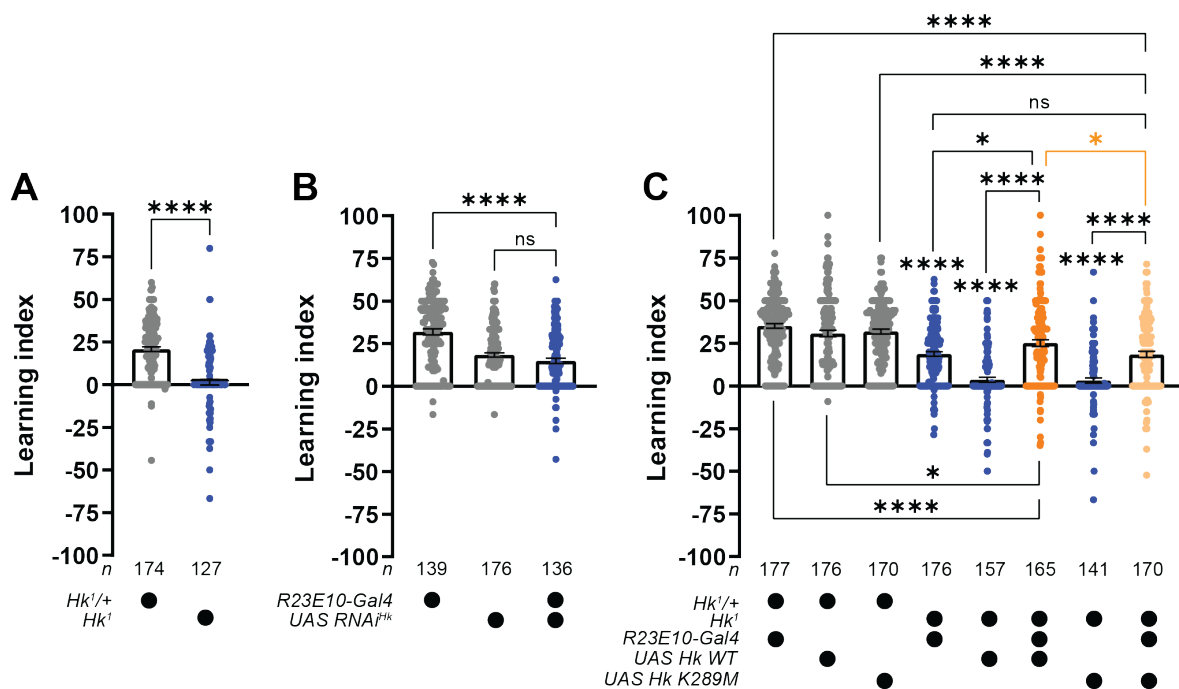 A
Learning index
100
75
50
25
0
-25
-50
-75
-100
****
n 174 127
Hk¹/+
Hk¹
B
Learning index
100
75
50
25
0
-25
-50
-75
-100
****
ns
n 139 176 136
R23E10-Gal4
UAS RNAiᴴᵏ
C
Learning index
100
75
50
25
0
-25
-50
-75
-100
****
****
ns
* *
****
****
**** ****
****
*
****
n 177 176 170 176 157 165 141 170
Hk¹/+
Hk¹
R23E10-Gal4
UAS Hk WT
UAS Hk K289M